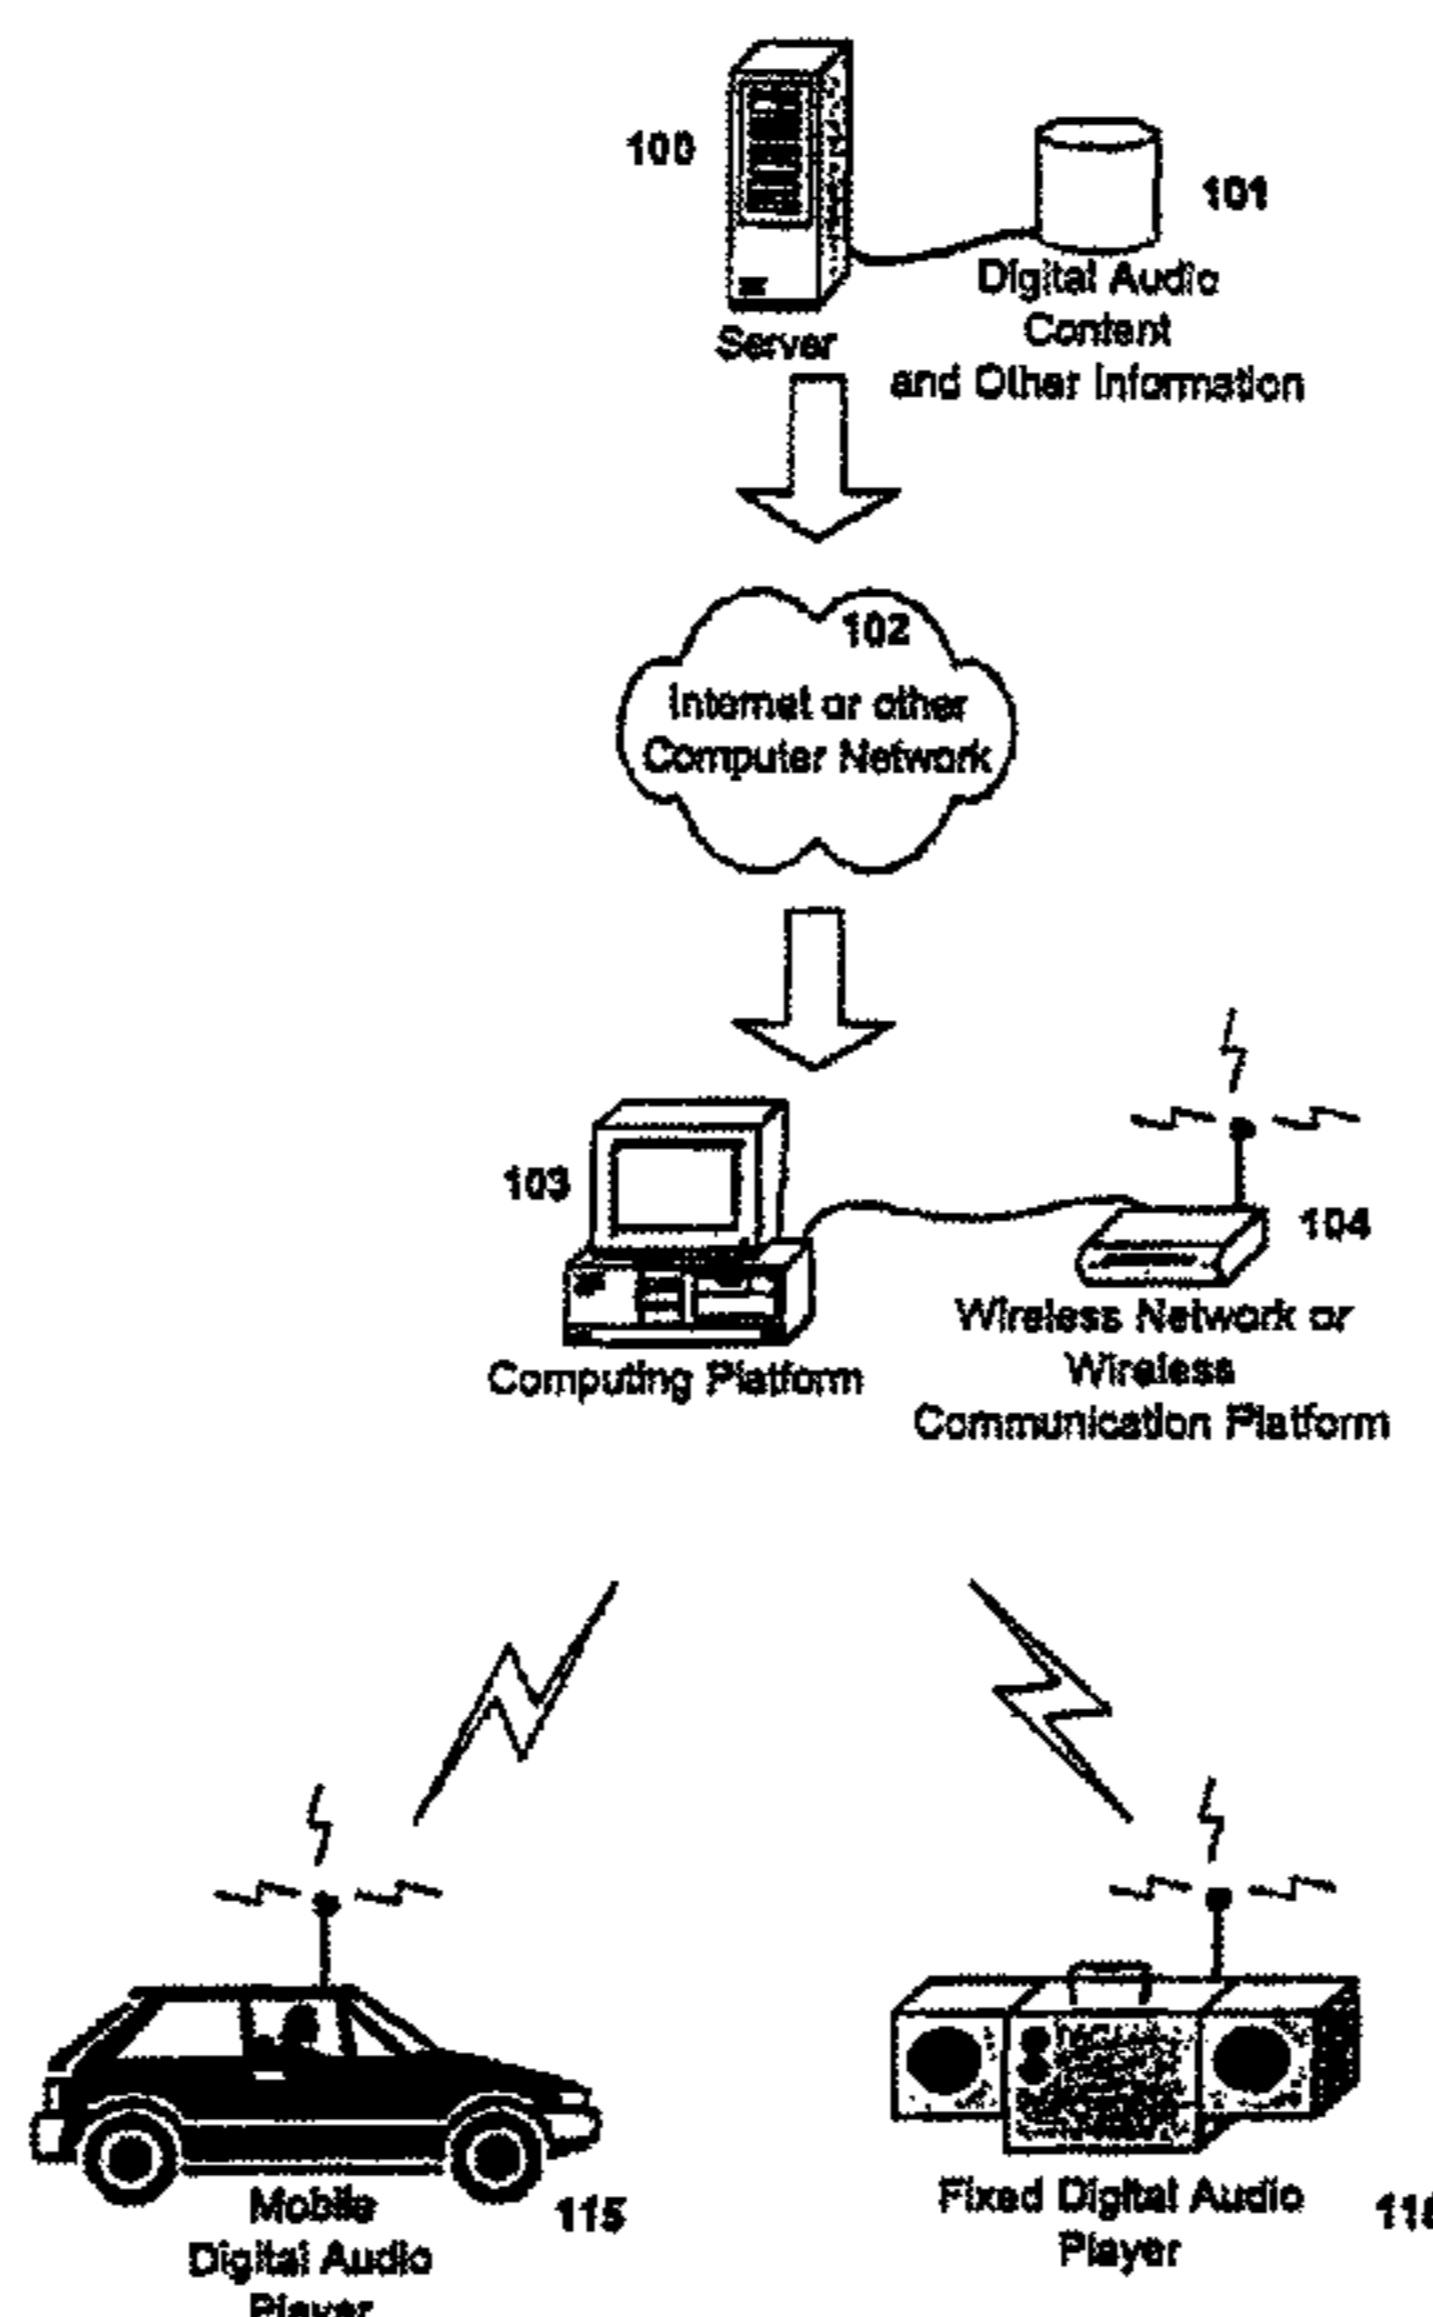 100
101
Digital Audio
Content
and Other Information
Server
102
Internet or other
Computer Network
103
104
Computing Platform
Wireless Network or
Wireless
Communication Platform
Mobile
Digital Audio
Player
115
Fixed Digital Audio
Player